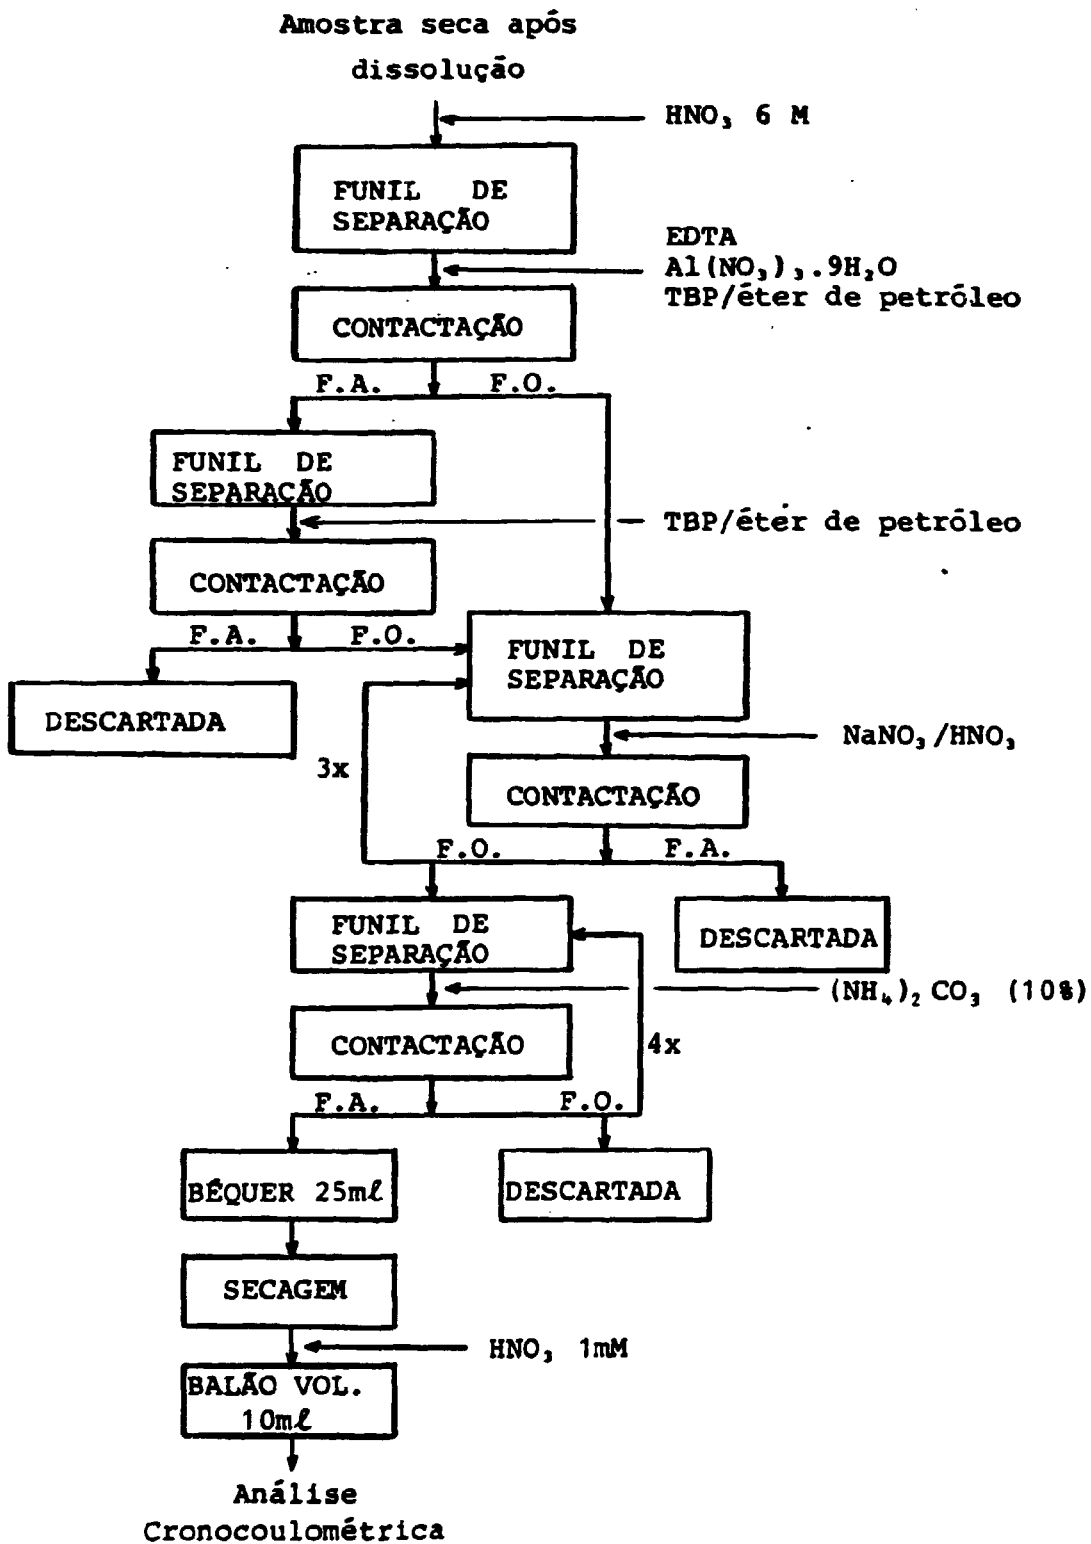 Amostra seca após
dissolução
HNO₃ 6 M
FUNIL DE
SEPARAÇÃO
EDTA
Al(NO₃)₃.9H₂O
TBP/éter de petróleo
CONTACTAÇÃO
F.A. F.O.
FUNIL DE
SEPARAÇÃO
TBP/éter de petróleo
CONTACTAÇÃO
F.A. F.O.
FUNIL DE
SEPARAÇÃO
DESCARTADA
NaNO₃/HNO₃
3x
CONTACTAÇÃO
F.O. F.A.
FUNIL DE
SEPARAÇÃO
DESCARTADA
(NH₄)₂CO₃ (10%)
CONTACTAÇÃO
4x
F.A. F.O.
BÉQUER 25mℓ
DESCARTADA
SECAGEM
HNO₃ 1mM
BALÃO VOL.
10mℓ
Análise
Cronocoulométrica